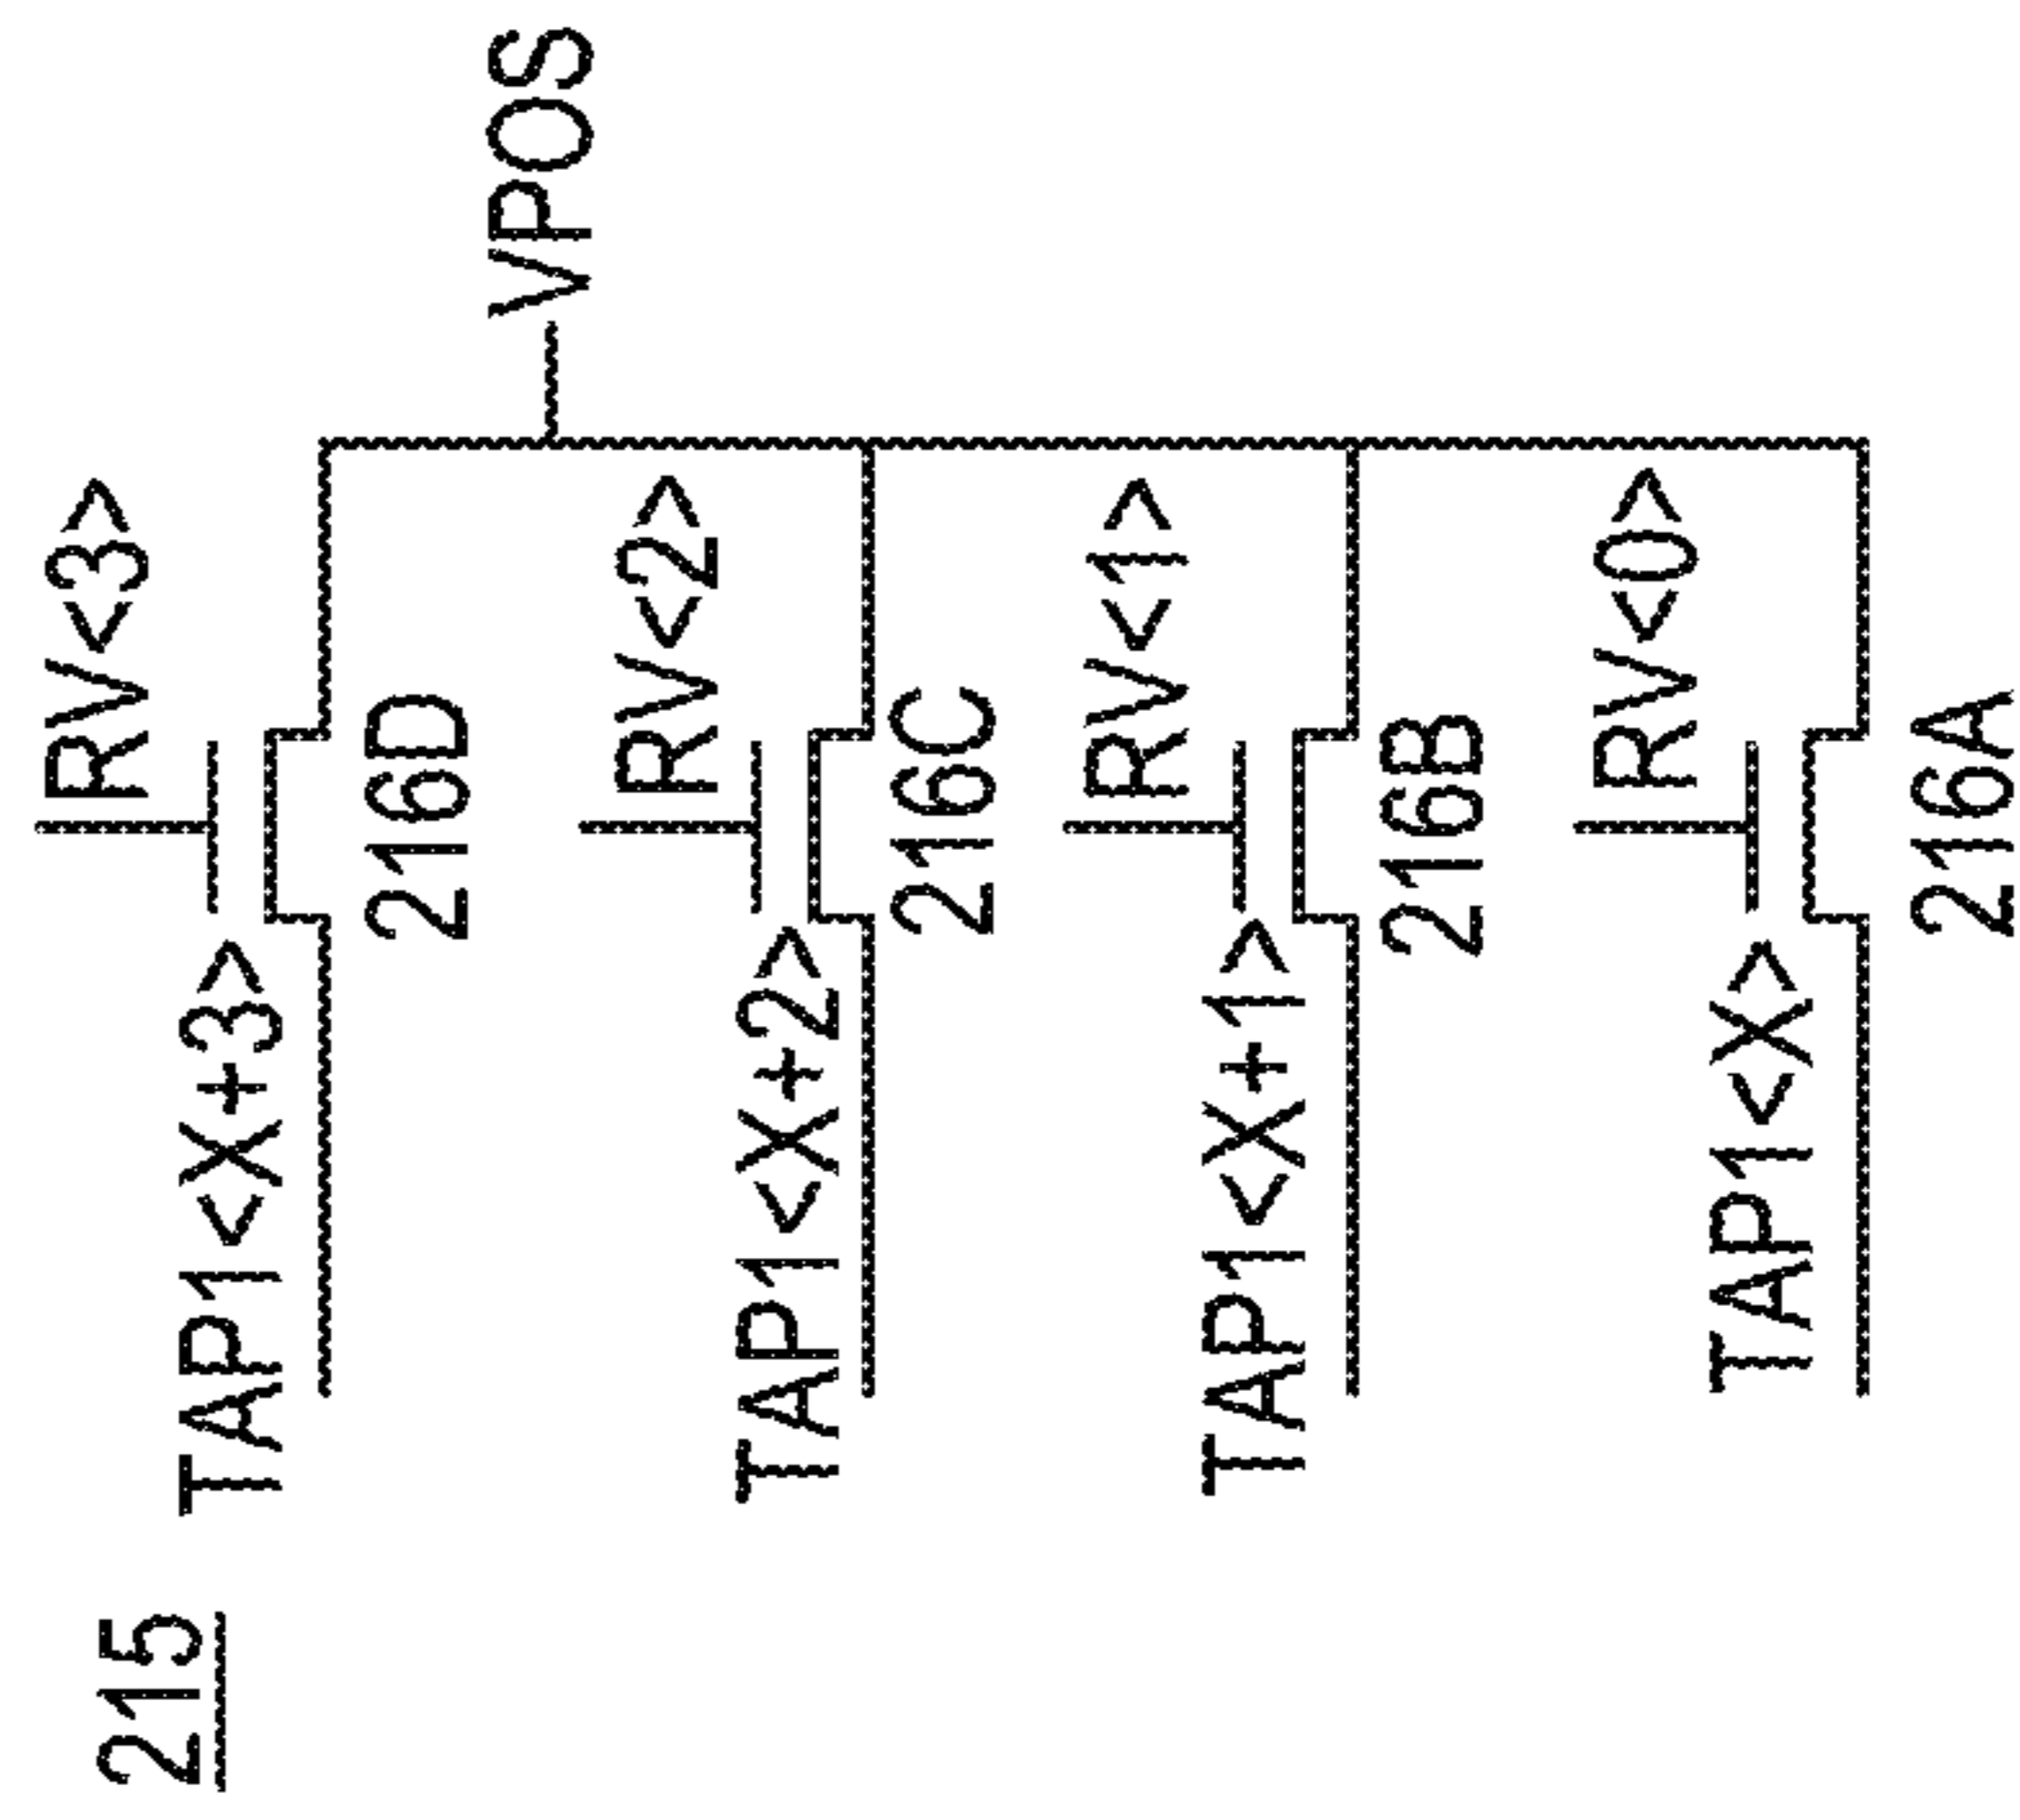 215
TAP1<X+3>
RV<3>
216D
VPOS
TAP1<X+2>
RV<2>
216C
TAP1<X+1>
RV<1>
216B
TAP1<X>
RV<0>
216A